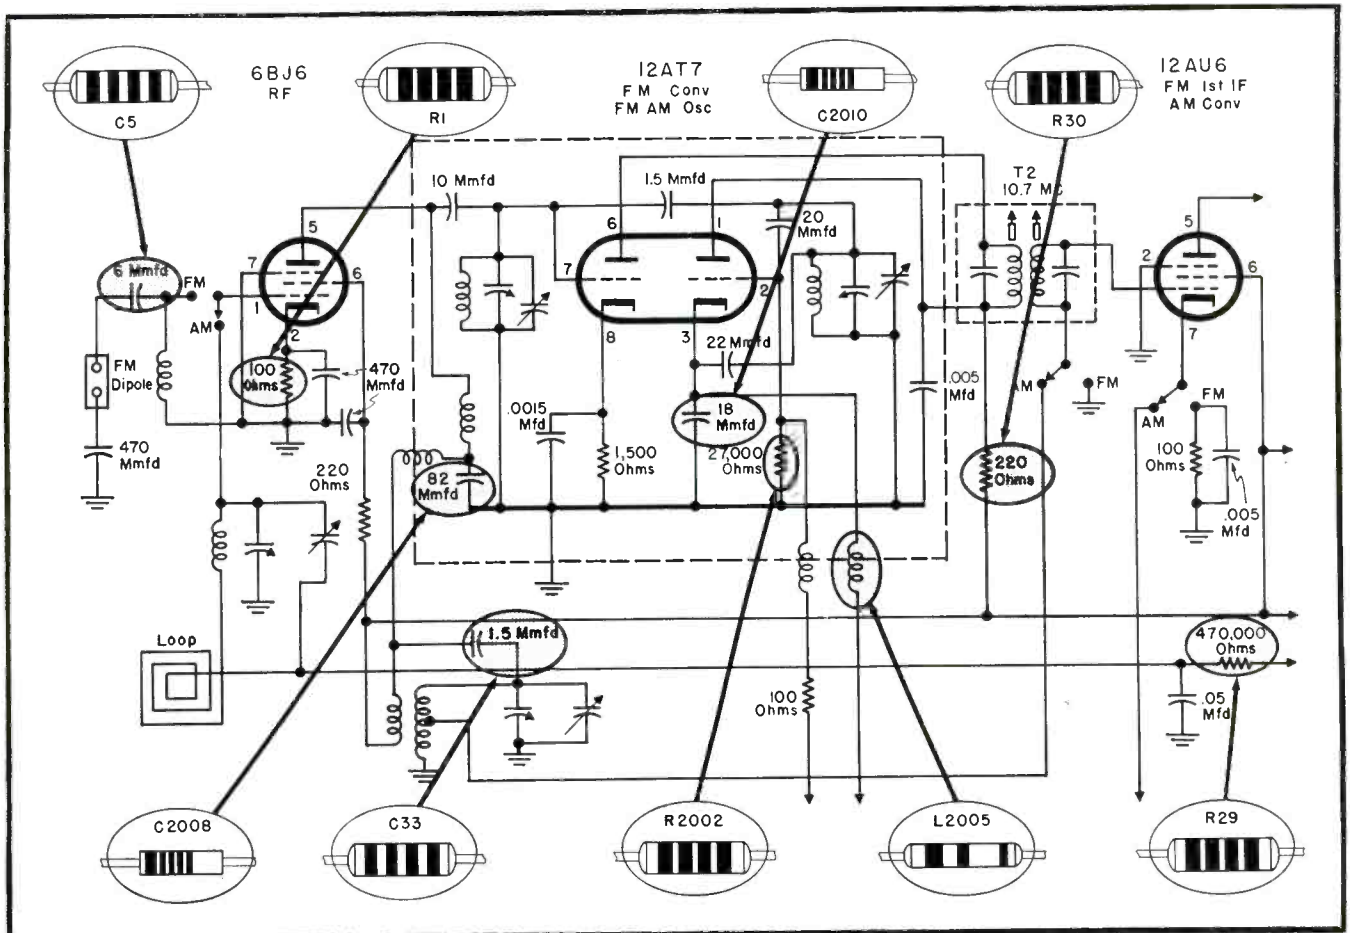 C5
6BJ6
RF
R1
12AT7
FM Conv
FM AM Osc
C2010
R30
12AU6
FM 1st IF
AM Conv
10 Mmfd
1.5 Mmfd
T2
10.7 MC
5
6
1
20
Mmfd
5
7
6
6 Mmfd
FM
1
AM
2
7
2
2
6
8
3
22 Mmfd
7
FM
Dipole
100
Ohms
470
Mmfd
.005
Mfd
AM
FM
FM
AM
.0015
Mfd
18
Mmfd
470
Mmfd
1,500
Ohms
27,000
Ohms
100
Ohms
220
Ohms
82
Mmfd
220
Ohms
.005
Mfd
Loop
1.5 Mmfd
470,000
Ohms
100
Ohms
.05
Mfd
C2008
C33
R2002
L2005
R29